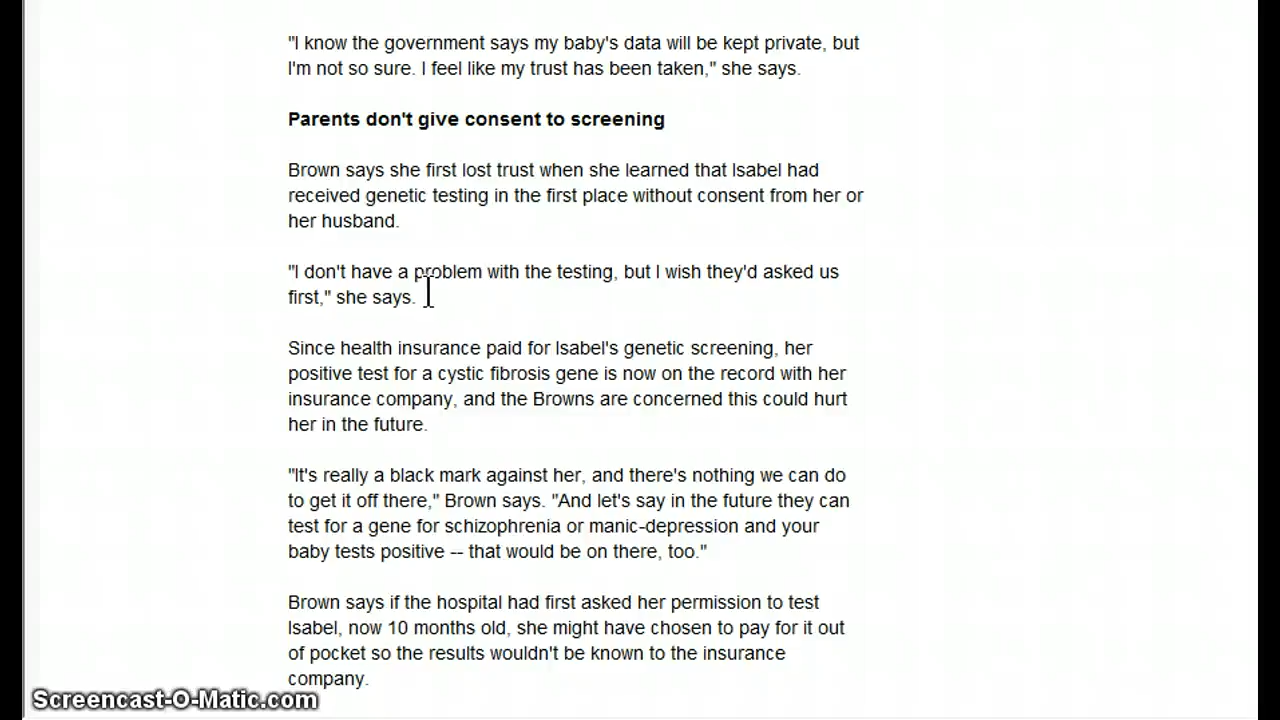 "I know the government says my baby's data will be kept private, but
I'm not so sure. I feel like my trust has been taken," she says.
Parents don't give consent to screening
Brown says she first lost trust when she learned that Isabel had
received genetic testing in the first place without consent from her or
her husband.
"I don't have a problem with the testing, but I wish they'd asked us
first," she says.
Since health insurance paid for Isabel's genetic screening, her
positive test for a cystic fibrosis gene is now on the record with her
insurance company, and the Browns are concerned this could hurt
her in the future.
"It's really a black mark against her, and there's nothing we can do
to get it off there," Brown says. "And let's say in the future they can
test for a gene for schizophrenia or manic-depression and your
baby tests positive -- that would be on there, too."
Brown says if the hospital had first asked her permission to test
Isabel, now 10 months old, she might have chosen to pay for it out
of pocket so the results wouldn't be known to the insurance
company.
Screencast-O-Matic.com